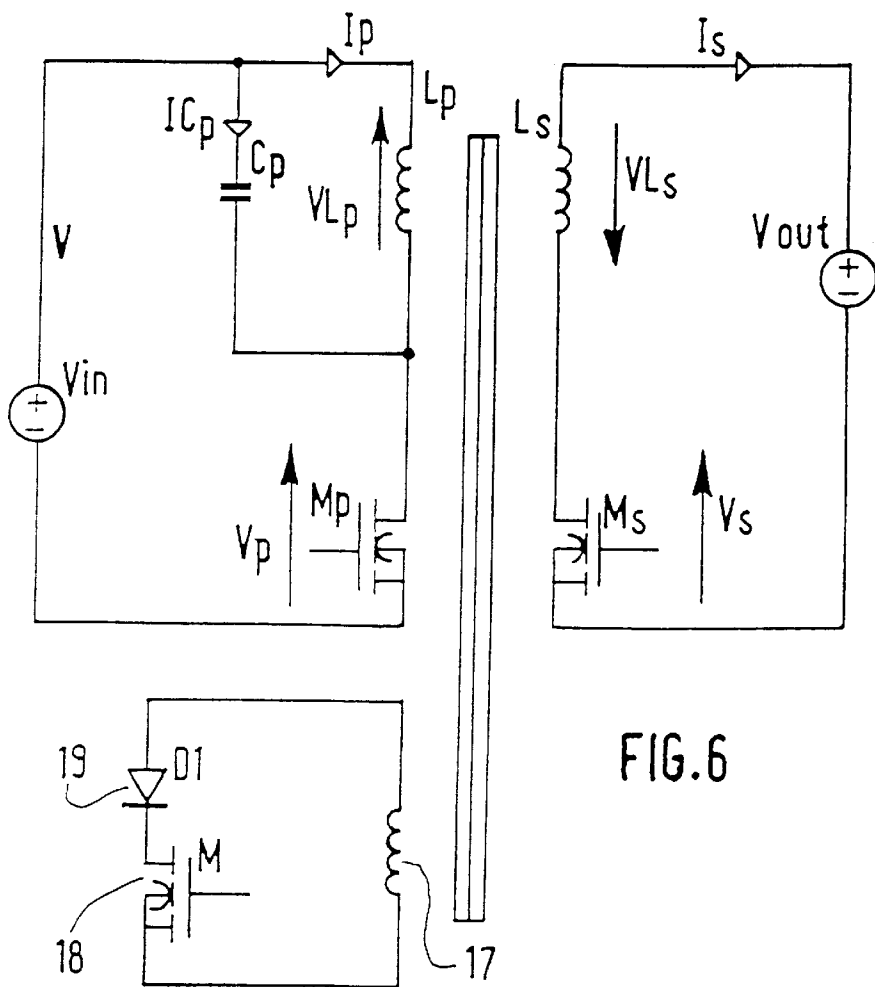 Ip
Is
ICp
Lp
Ls
Cp
VLp
VLs
V
Vout
+
−
Vin
+
−
Vp
Mp
Ms
Vs
19
D1
M
18
17
FIG.6